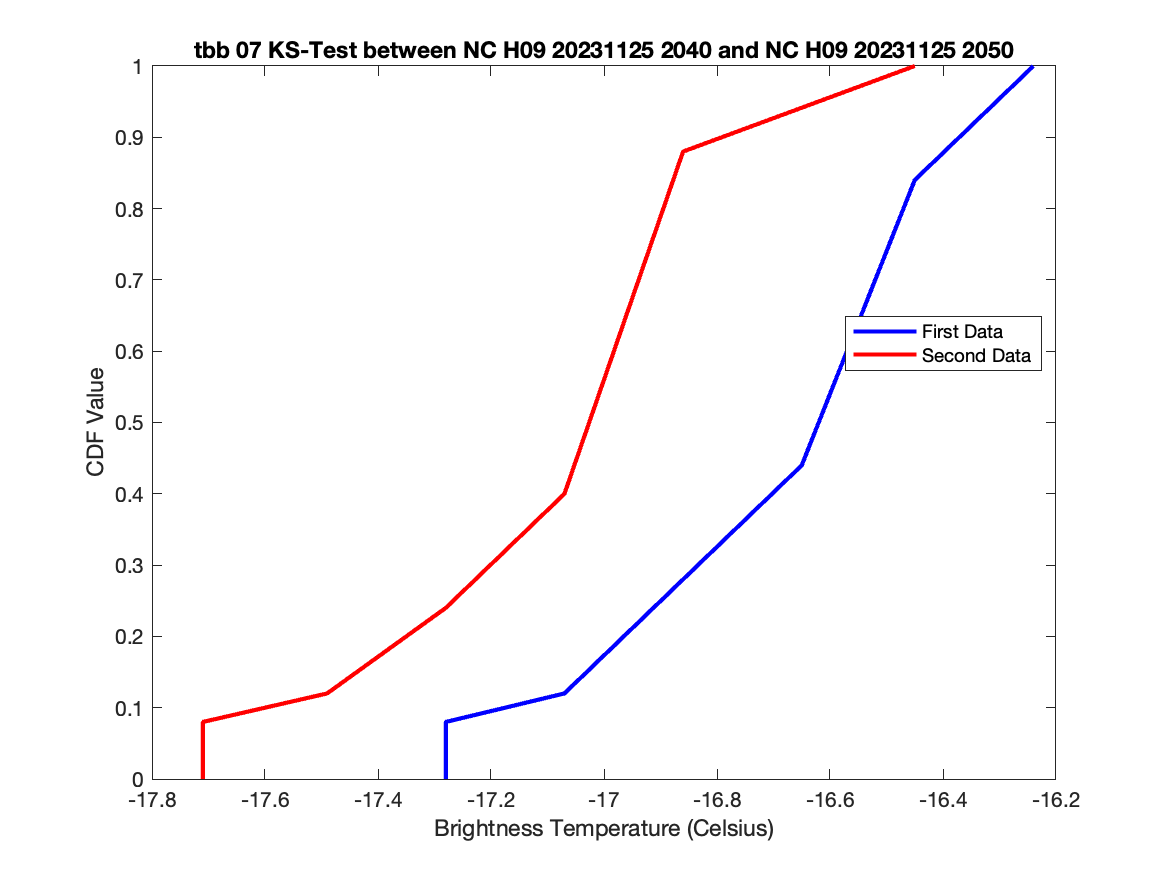 tbb 07 KS-Test between NC H09 20231125 2040 and NC H09 20231125 2050
1
0.9
0.8
0.7
0.6
0.5
0.4
0.3
0.2
0.1
0
CDF Value
First Data
Second Data
-17.8 -17.6 -17.4 -17.2 -17 -16.8 -16.6 -16.4 -16.2
Brightness Temperature (Celsius)